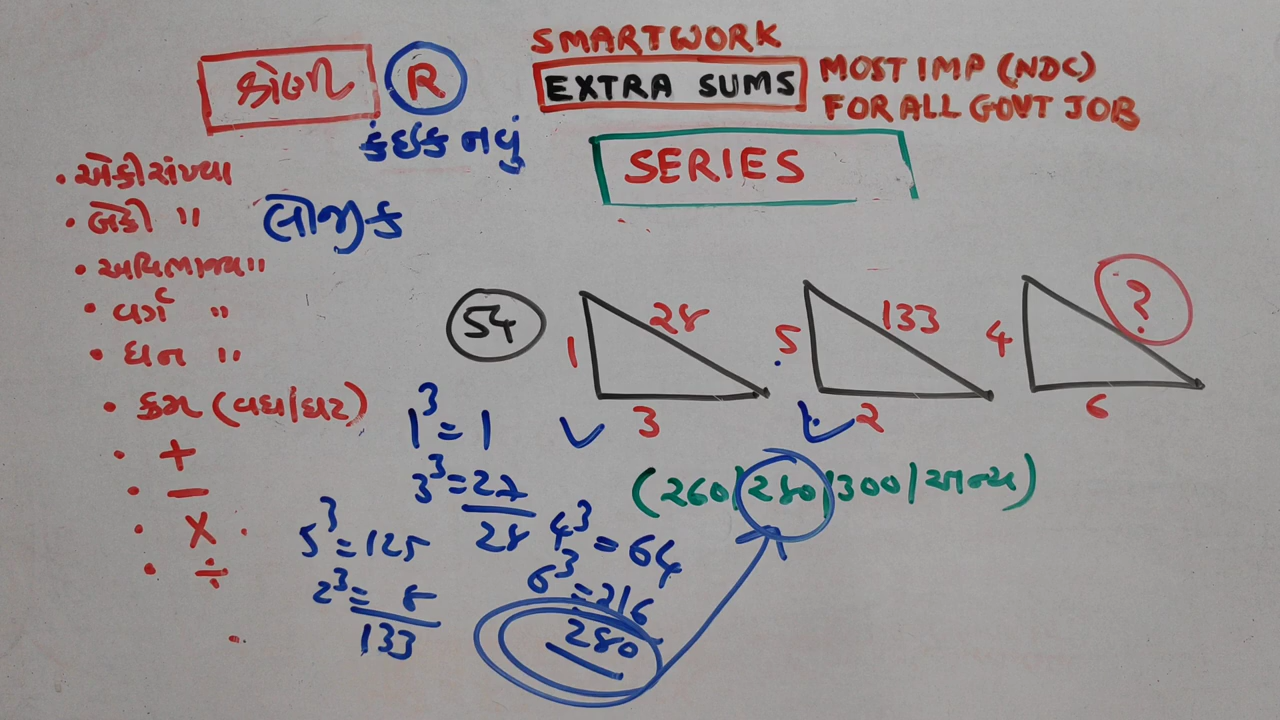 SMARTWORK
કોણી R EXTRA SUMS MOST IMP (NDC)
FOR ALL GOVT JOB
કંઇક નવું
SERIES
• એકી સંખ્યા
• બેકી "
લોજીક
• અવિભાજ્ય "
• વર્ગ "
• ઘન "
• ક્રમ (વધ/ઘટ)
• +
• −
• X
• ÷
54
1 28 3
5 133 2
4 ? 6
(260/280/300/અન્ય)
1³ = 1
3³ = 27
28
5³ = 125
2³ = 8
133
4³ = 64
6³ = 216
280